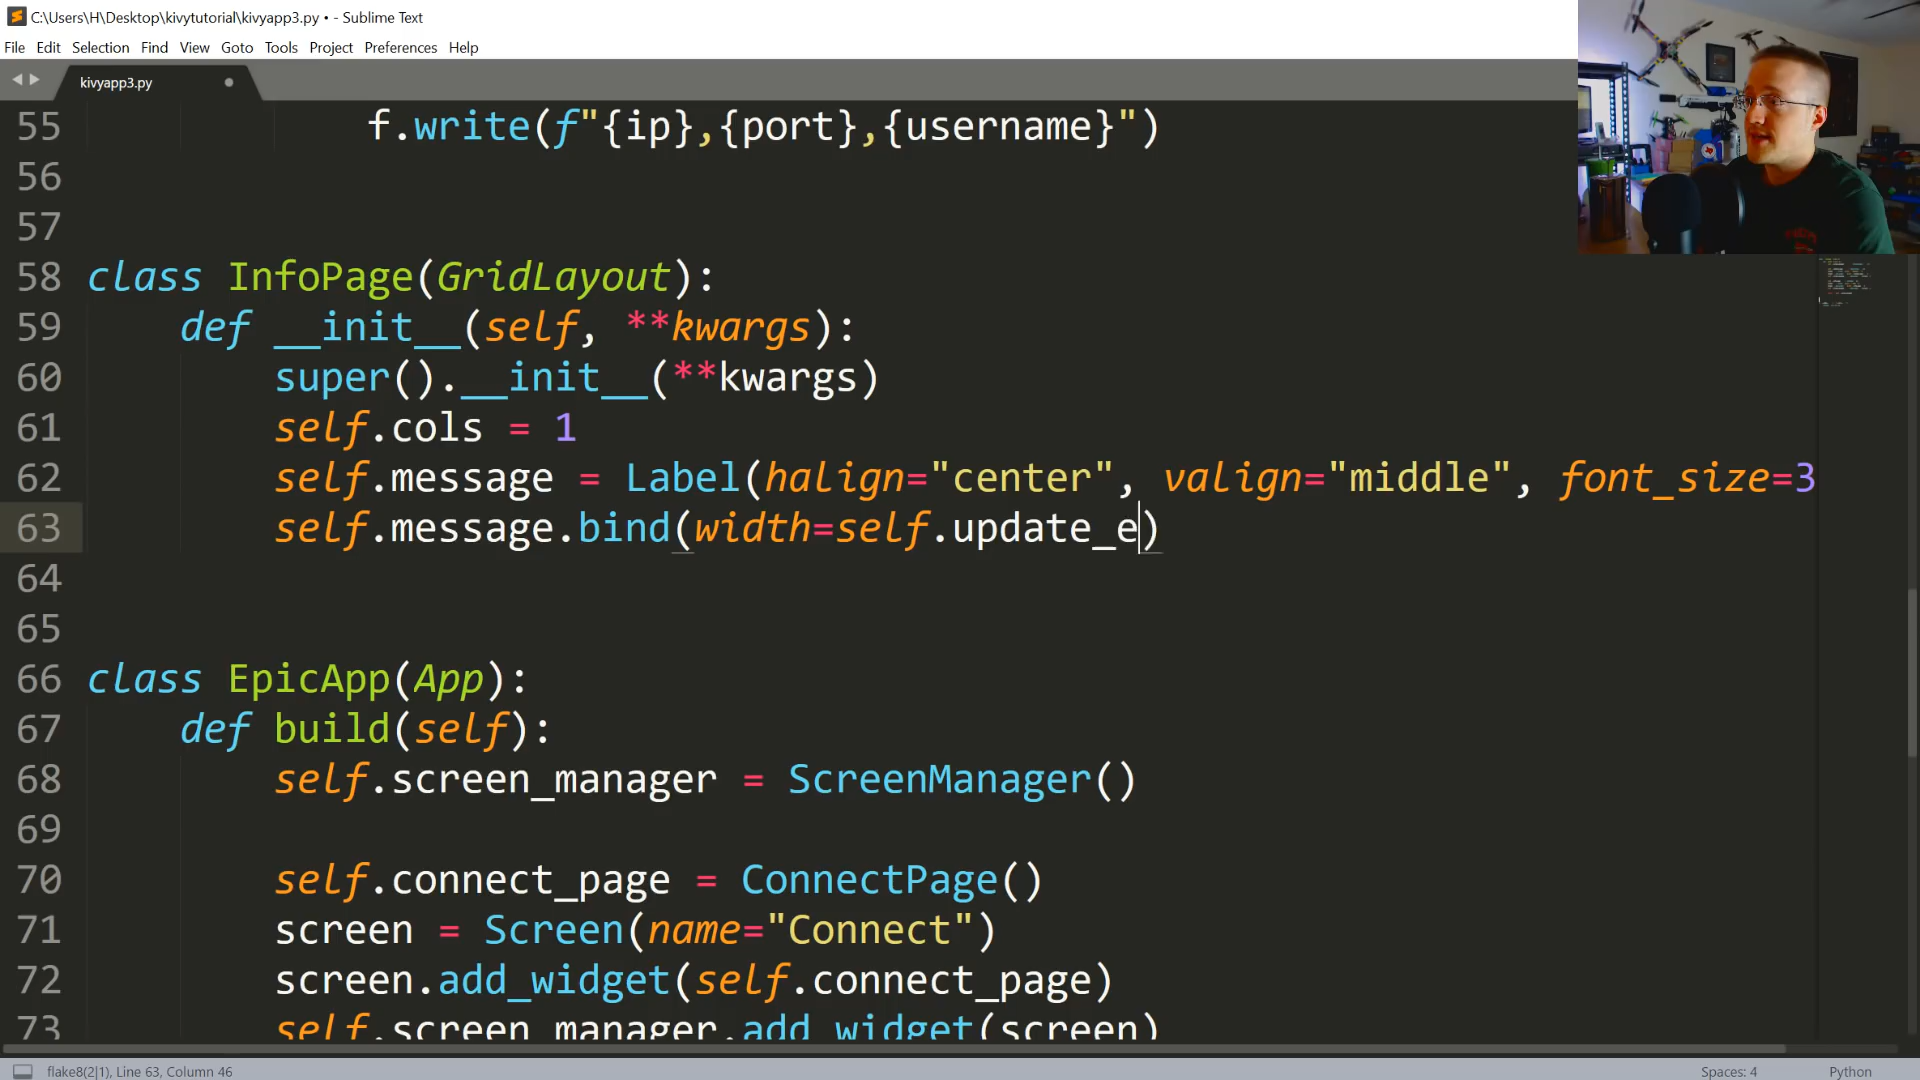 C:\Users\H\Desktop\kivytutorial\kivyapp3.py • - Sublime Text
File Edit Selection Find View Goto Tools Project Preferences Help
kivyapp3.py
55 f.write(f"{ip},{port},{username}")
56
57
58 class InfoPage(GridLayout):
59 def __init__(self, **kwargs):
60 super().__init__(**kwargs)
61 self.cols = 1
62 self.message = Label(halign="center", valign="middle", font_size=3
63 self.message.bind(width=self.update_e)
64
65
66 class EpicApp(App):
67 def build(self):
68 self.screen_manager = ScreenManager()
69
70 self.connect_page = ConnectPage()
71 screen = Screen(name="Connect")
72 screen.add_widget(self.connect_page)
73 self.screen_manager.add_widget(screen)
flake8(2|1), Line 63, Column 46 Spaces: 4 Python